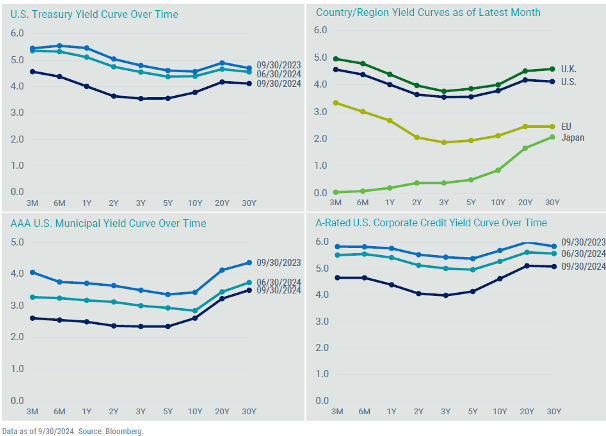 U.S. Treasury Yield Curve Over Time
6.0
5.0
4.0
3.0
2.0
1.0
0.0
3M 6M 1Y 2Y 3Y 5Y 10Y 20Y 30Y
09/30/2023
06/30/2024
09/30/2024
Country/Region Yield Curves as of Latest Month
6.0
5.0
4.0
3.0
2.0
1.0
0.0
3M 6M 1Y 2Y 3Y 5Y 10Y 20Y 30Y
U.K.
U.S.
EU
Japan
AAA U.S. Municipal Yield Curve Over Time
5.0
4.0
3.0
2.0
1.0
0.0
3M 6M 1Y 2Y 3Y 5Y 10Y 20Y 30Y
09/30/2023
06/30/2024
09/30/2024
A-Rated U.S. Corporate Credit Yield Curve Over Time
6.0
5.0
4.0
3.0
2.0
1.0
0.0
3M 6M 1Y 2Y 3Y 5Y 10Y 20Y 30Y
09/30/2023
06/30/2024
09/30/2024
Data as of 9/30/2024. Source: Bloomberg.